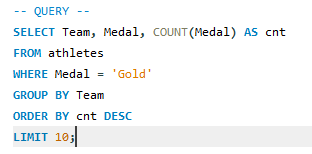 -- QUERY --
SELECT Team, Medal, COUNT(Medal) AS cnt
FROM athletes
WHERE Medal = 'Gold'
GROUP BY Team
ORDER BY cnt DESC
LIMIT 10;